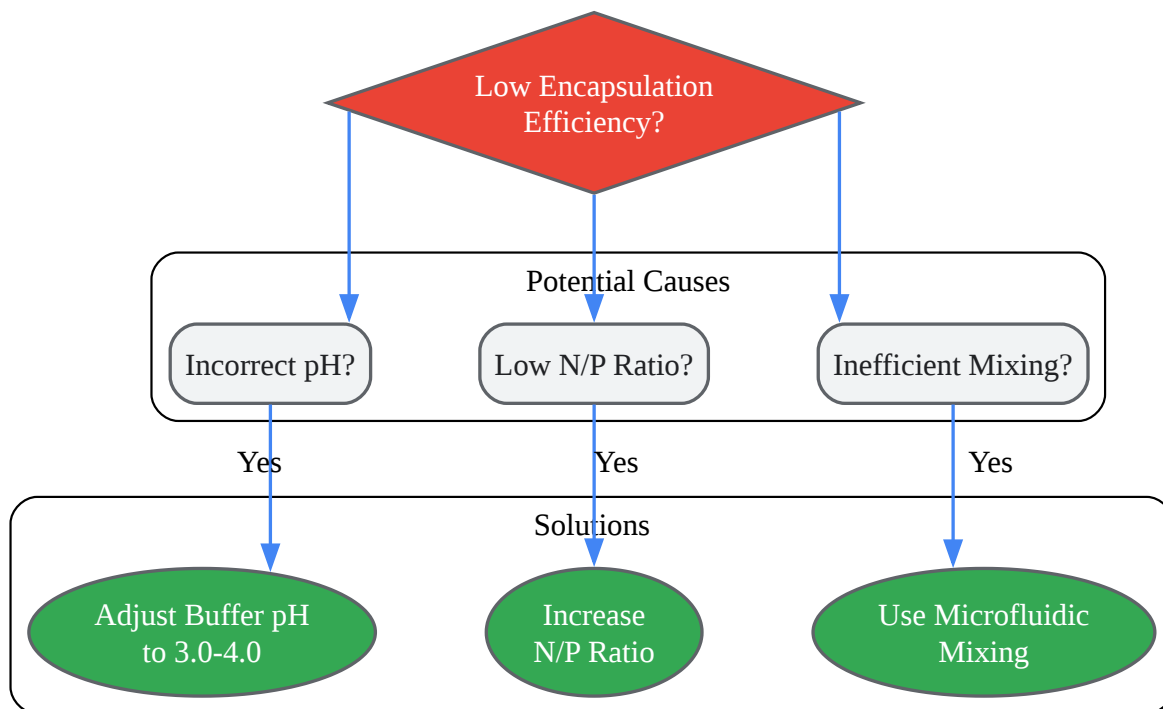 Low Encapsulation
Efficiency?
Potential Causes
Incorrect pH?
Low N/P Ratio?
Inefficient Mixing?
Yes
Yes
Yes
Solutions
Adjust Buffer pH
to 3.0-4.0
Increase
N/P Ratio
Use Microfluidic
Mixing